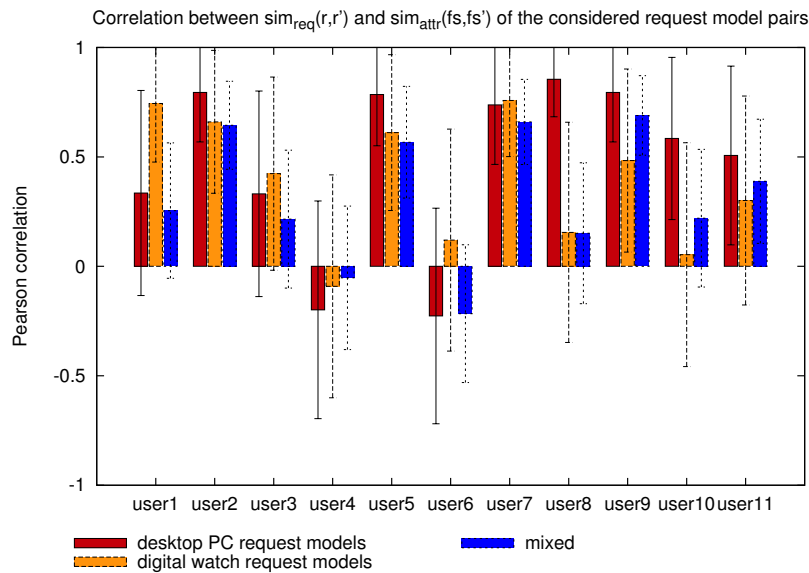 Correlation between sim_req(r,r') and sim_attr(fs,fs') of the considered request model pairs
1
0.5
0
-0.5
-1
Pearson correlation
user1 user2 user3 user4 user5 user6 user7 user8 user9 user10 user11
desktop PC request models mixed
digital watch request models